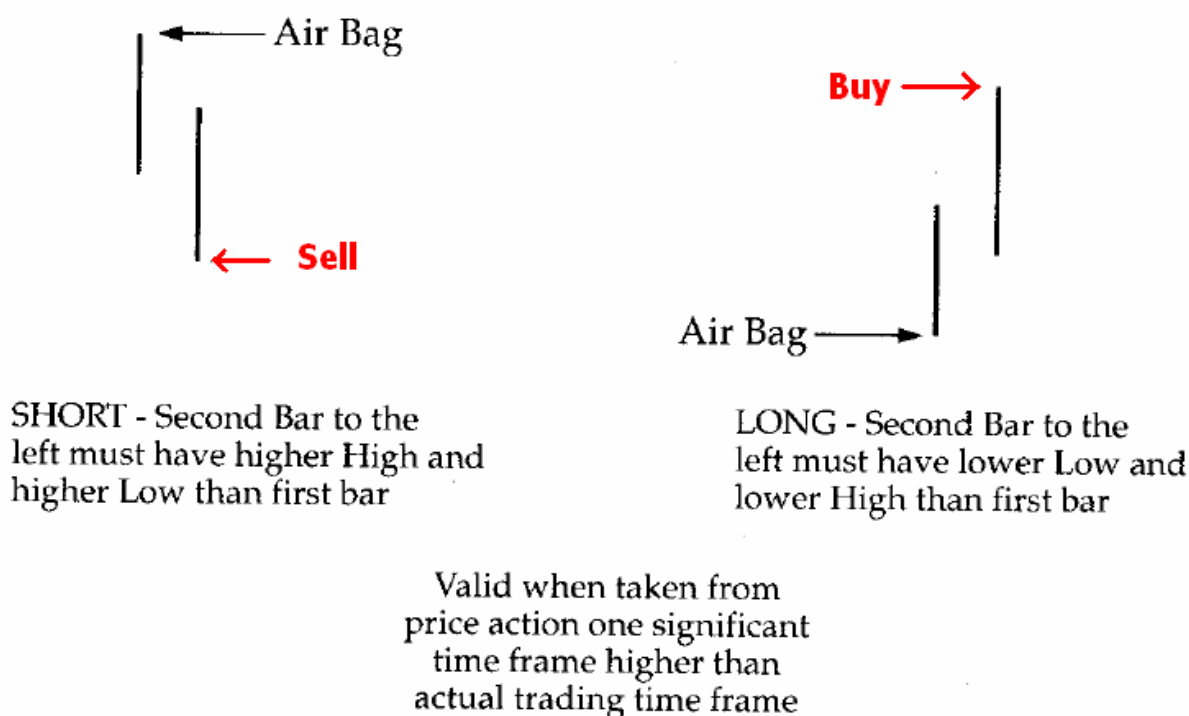 Air Bag
Buy
Sell
Air Bag
SHORT - Second Bar to the
left must have higher High and
higher Low than first bar
LONG - Second Bar to the
left must have lower Low and
lower High than first bar
Valid when taken from
price action one significant
time frame higher than
actual trading time frame